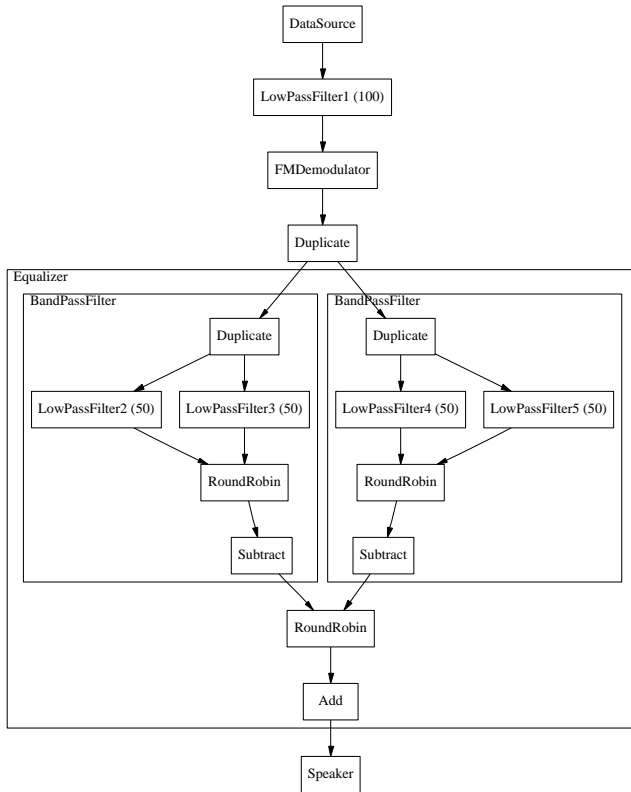 DataSource
LowPassFilter1 (100)
FMDemodulator
Duplicate
Equalizer
BandPassFilter
BandPassFilter
Duplicate
Duplicate
LowPassFilter2 (50)
LowPassFilter3 (50)
LowPassFilter4 (50)
LowPassFilter5 (50)
RoundRobin
RoundRobin
Subtract
Subtract
RoundRobin
Add
Speaker